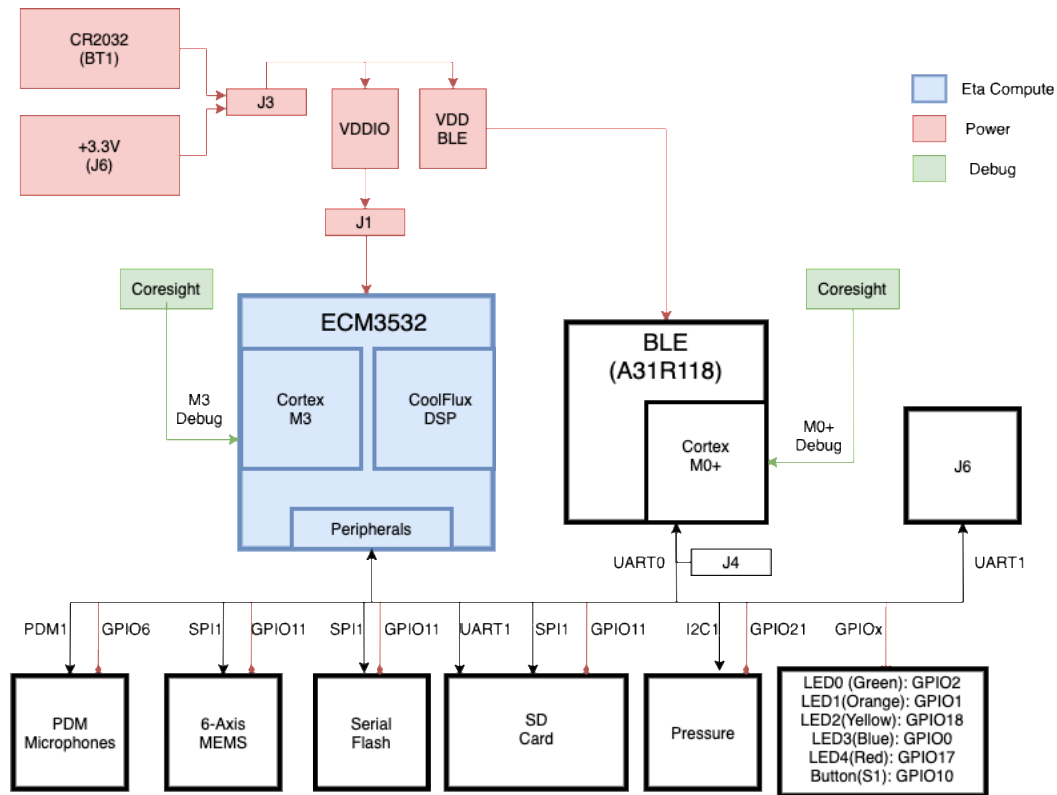 CR2032
(BT1)
+3.3V
(J6)
J3
VDDIO
VDD
BLE
J1
Eta Compute
Power
Debug
Coresight
M3
Debug
ECM3532
Cortex
M3
CoolFlux
DSP
Peripherals
BLE
(A31R118)
Cortex
M0+
Coresight
M0+
Debug
J6
UART0
J4
UART1
PDM1
GPIO6
SPI1
GPIO11
SPI1
GPIO11
UART1
SPI1
GPIO11
I2C1
GPIO21
GPIOx
PDM
Microphones
6-Axis
MEMS
Serial
Flash
SD
Card
Pressure
LED0 (Green): GPIO2
LED1(Orange): GPIO1
LED2(Yellow): GPIO18
LED3(Blue): GPIO0
LED4(Red): GPIO17
Button(S1): GPIO10